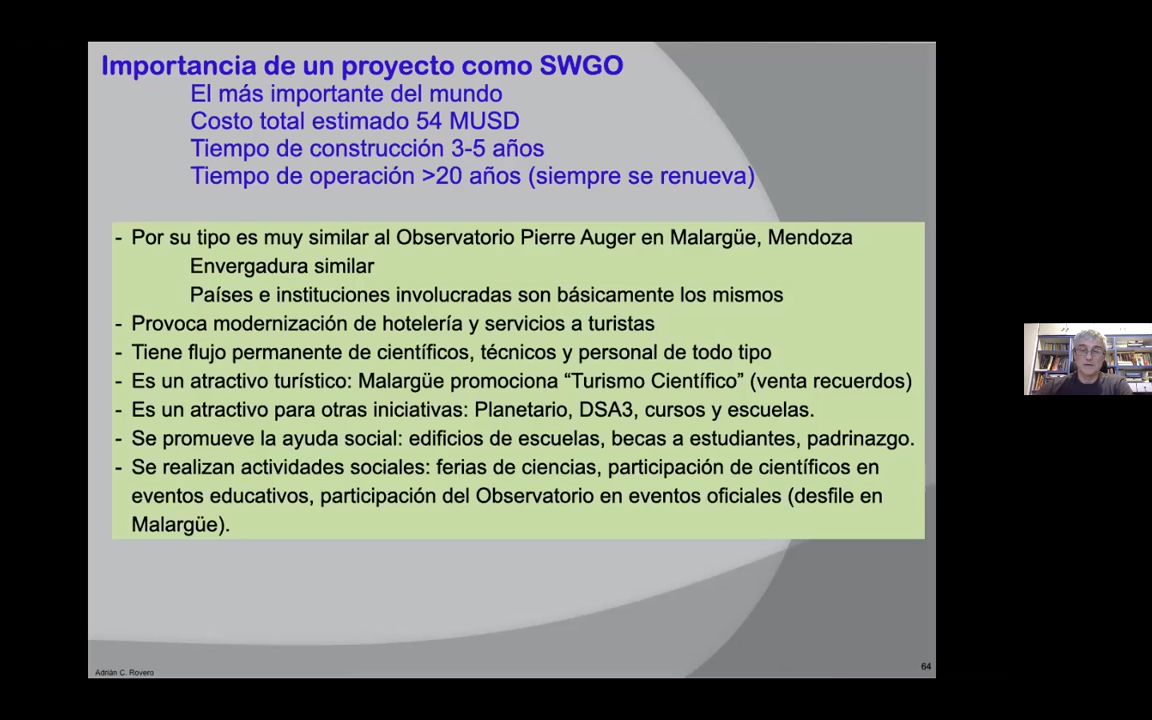 Importancia de un proyecto como SWGO
El más importante del mundo
Costo total estimado 54 MUSD
Tiempo de construcción 3-5 años
Tiempo de operación >20 años (siempre se renueva)
- Por su tipo es muy similar al Observatorio Pierre Auger en Malargüe, Mendoza
Envergadura similar
Países e instituciones involucradas son básicamente los mismos
- Provoca modernización de hotelería y servicios a turistas
- Tiene flujo permanente de científicos, técnicos y personal de todo tipo
- Es un atractivo turístico: Malargüe promociona “Turismo Científico” (venta recuerdos)
- Es un atractivo para otras iniciativas: Planetario, DSA3, cursos y escuelas.
- Se promueve la ayuda social: edificios de escuelas, becas a estudiantes, padrinazgo.
- Se realizan actividades sociales: ferias de ciencias, participación de científicos en
eventos educativos, participación del Observatorio en eventos oficiales (desfile en
Malargüe).
Adrián C. Rovero
64